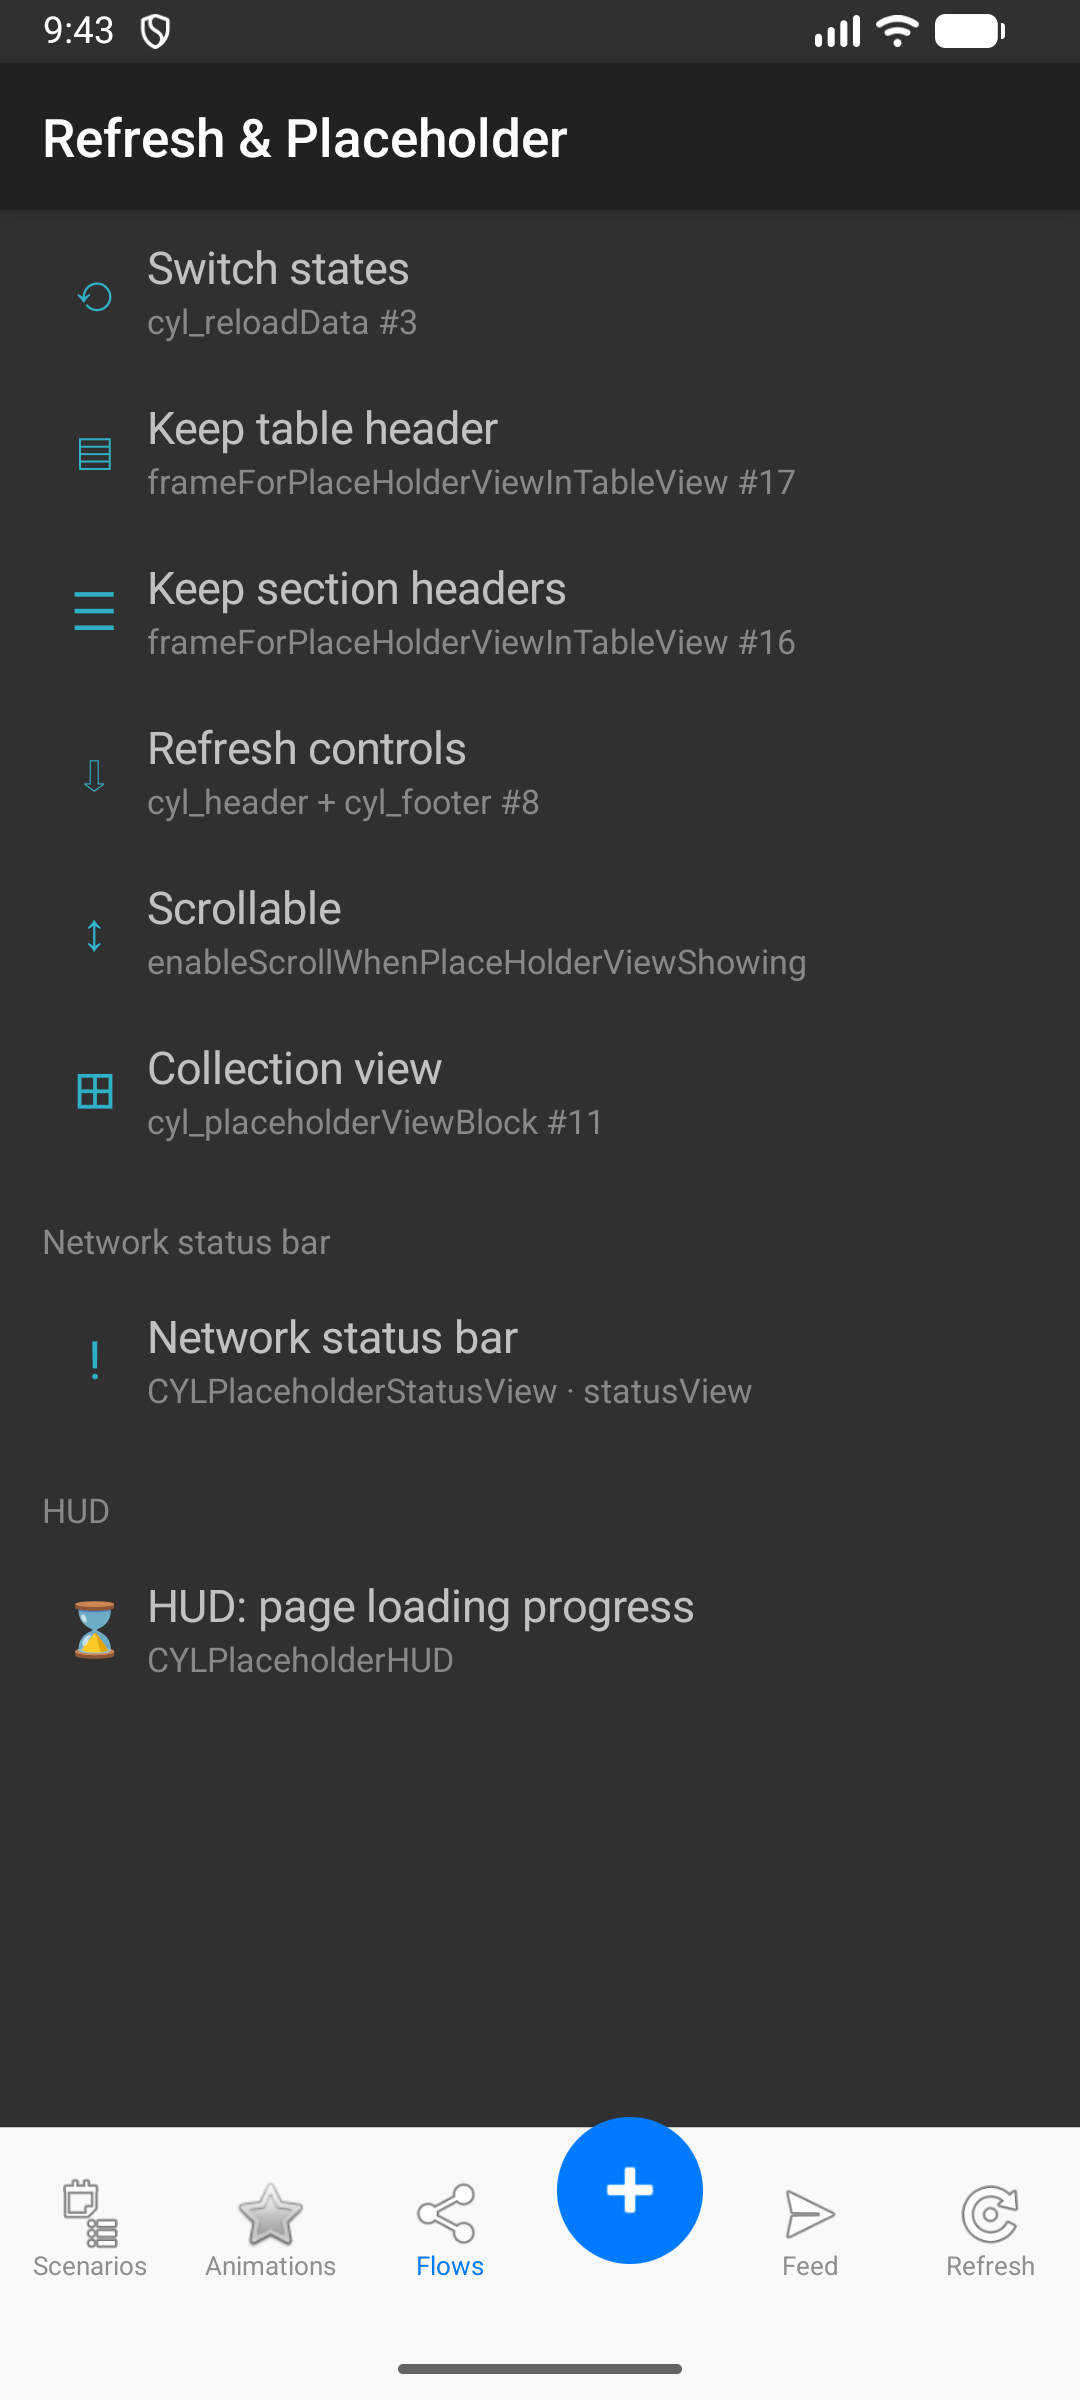 9:43
Refresh & Placeholder
Switch states
cyl_reloadData #3
Keep table header
frameForPlaceHolderViewInTableView #17
Keep section headers
frameForPlaceHolderViewInTableView #16
Refresh controls
cyl_header + cyl_footer #8
Scrollable
enableScrollWhenPlaceHolderViewShowing
Collection view
cyl_placeholderViewBlock #11
Network status bar
Network status bar
CYLPlaceholderStatusView · statusView
HUD
HUD: page loading progress
CYLPlaceholderHUD
Scenarios
Animations
Flows
Feed
Refresh